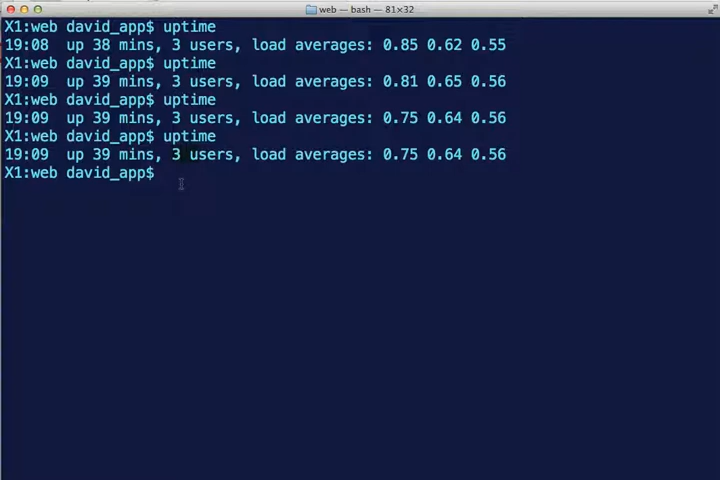 web — bash — 81×32
X1:web david_app$ uptime
19:08  up 38 mins, 3 users, load averages: 0.85 0.62 0.55
X1:web david_app$ uptime
19:09  up 39 mins, 3 users, load averages: 0.81 0.65 0.56
X1:web david_app$ uptime
19:09  up 39 mins, 3 users, load averages: 0.75 0.64 0.56
X1:web david_app$ uptime
19:09  up 39 mins, 3 users, load averages: 0.75 0.64 0.56
X1:web david_app$